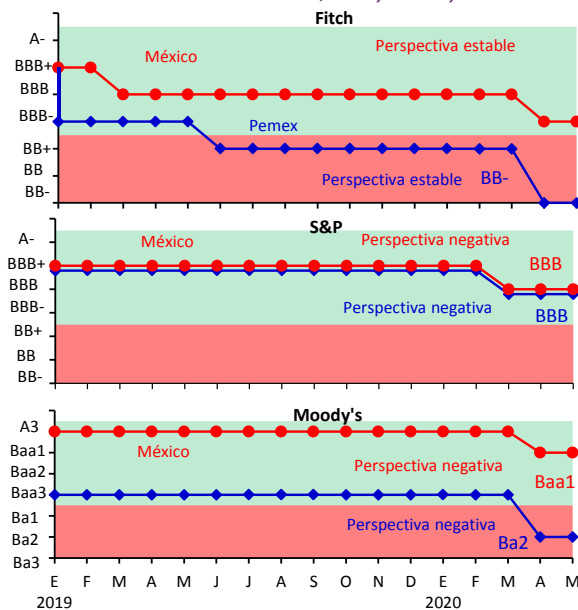 Fitch
A-
BBB+
BBB
BBB-
BB+
BB
BB-
México
Perspectiva estable
Pemex
Perspectiva estable
BB-
S&P
A-
BBB+
BBB
BBB-
BB+
BB
BB-
México
Perspectiva negativa
BBB
Perspectiva negativa
BBB
Moody's
A3
Baa1
Baa2
Baa3
Ba1
Ba2
Ba3
México
Perspectiva negativa
Baa1
Perspectiva negativa
Ba2
E F M A M J J A S O N D E F M A M
2019 2020